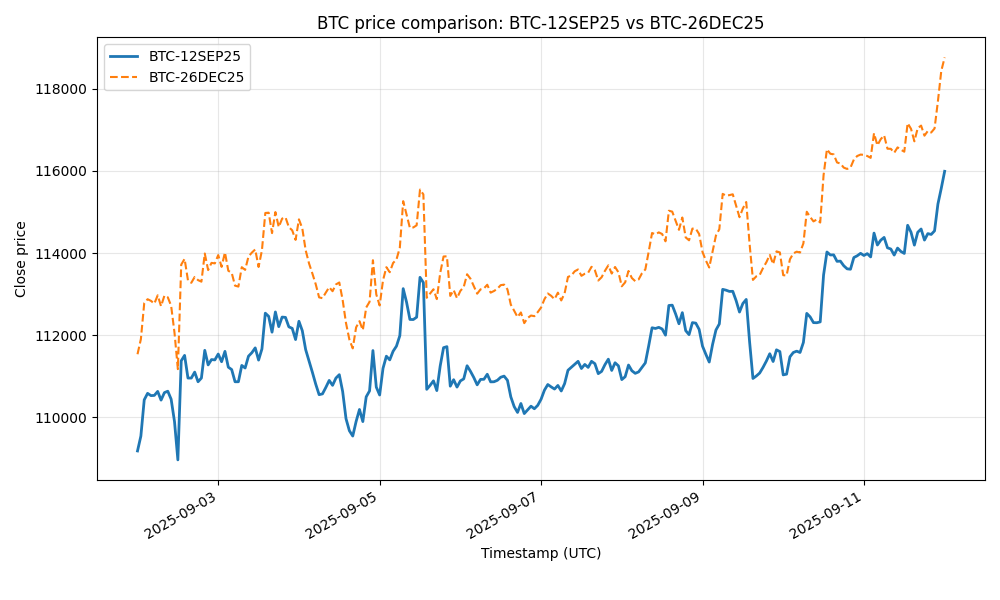 BTC price comparison: BTC-12SEP25 vs BTC-26DEC25
BTC-12SEP25
BTC-26DEC25
Close price
118000
116000
114000
112000
110000
2025-09-03
2025-09-05
2025-09-07
2025-09-09
2025-09-11
Timestamp (UTC)